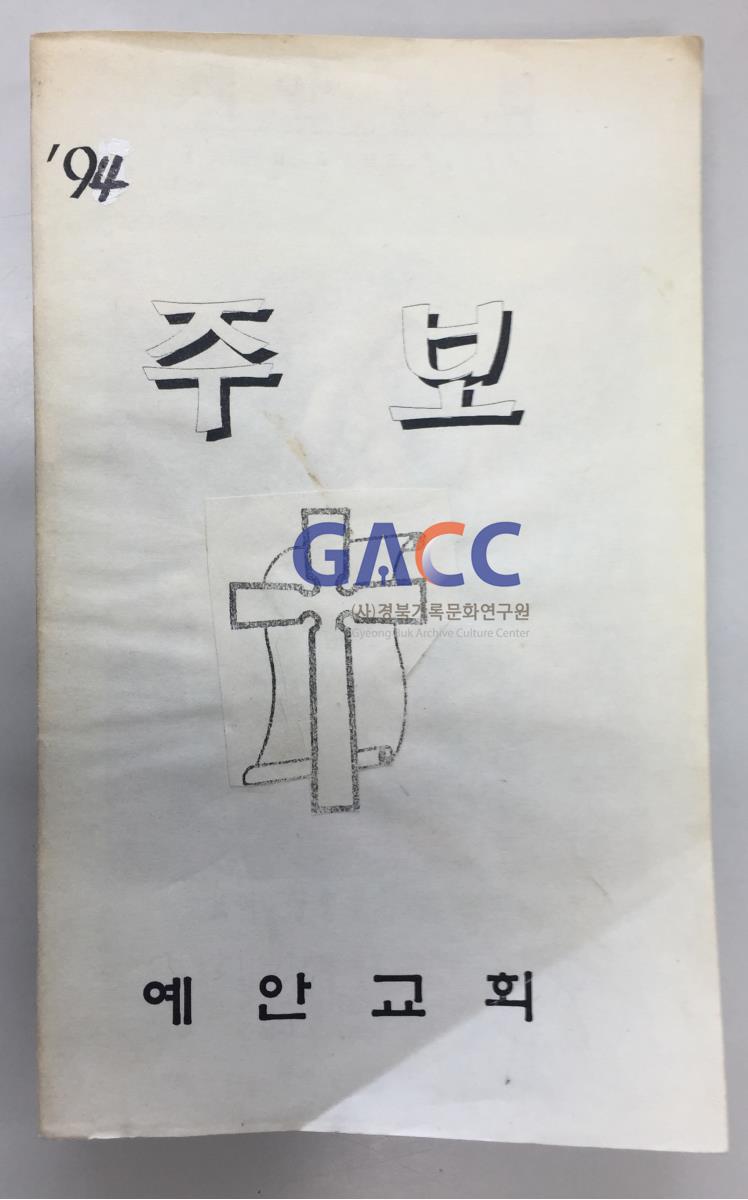 '94
주 보
GACC
(사)경북기록문화연구원
GyeongBuk Archive Culture Center
예 안 교 회